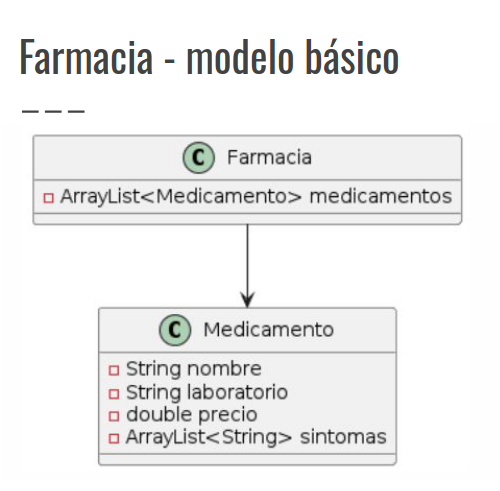 Farmacia - modelo básico
C Farmacia
ArrayList<Medicamento> medicamentos
C Medicamento
String nombre
String laboratorio
double precio
ArrayList<String> sintomas